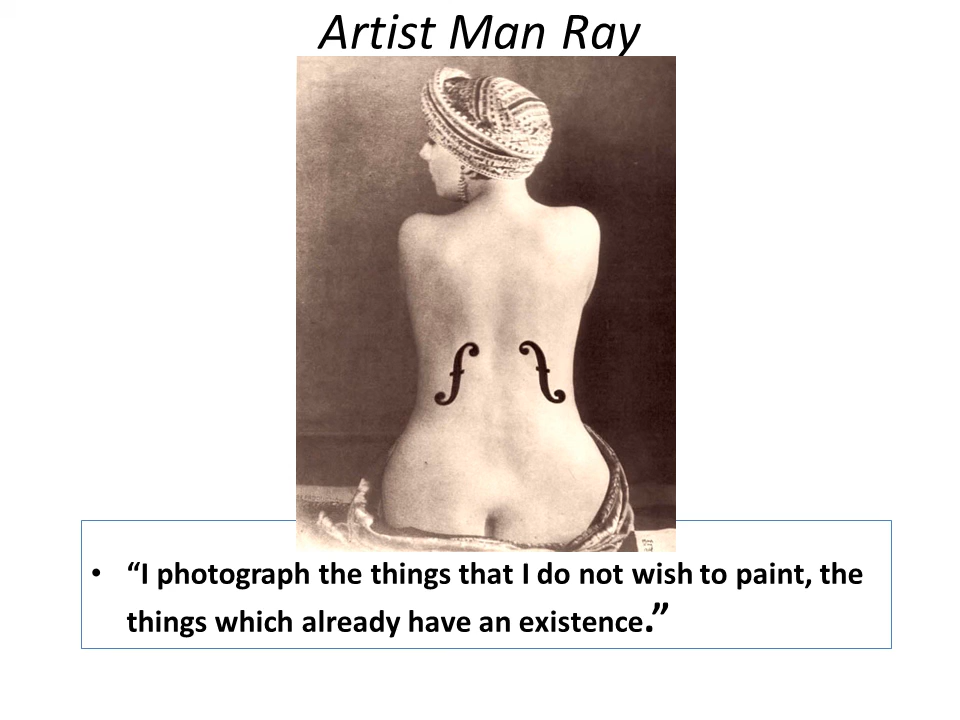 Artist Man Ray
• “I photograph the things that I do not wish to paint, the
things which already have an existence.”